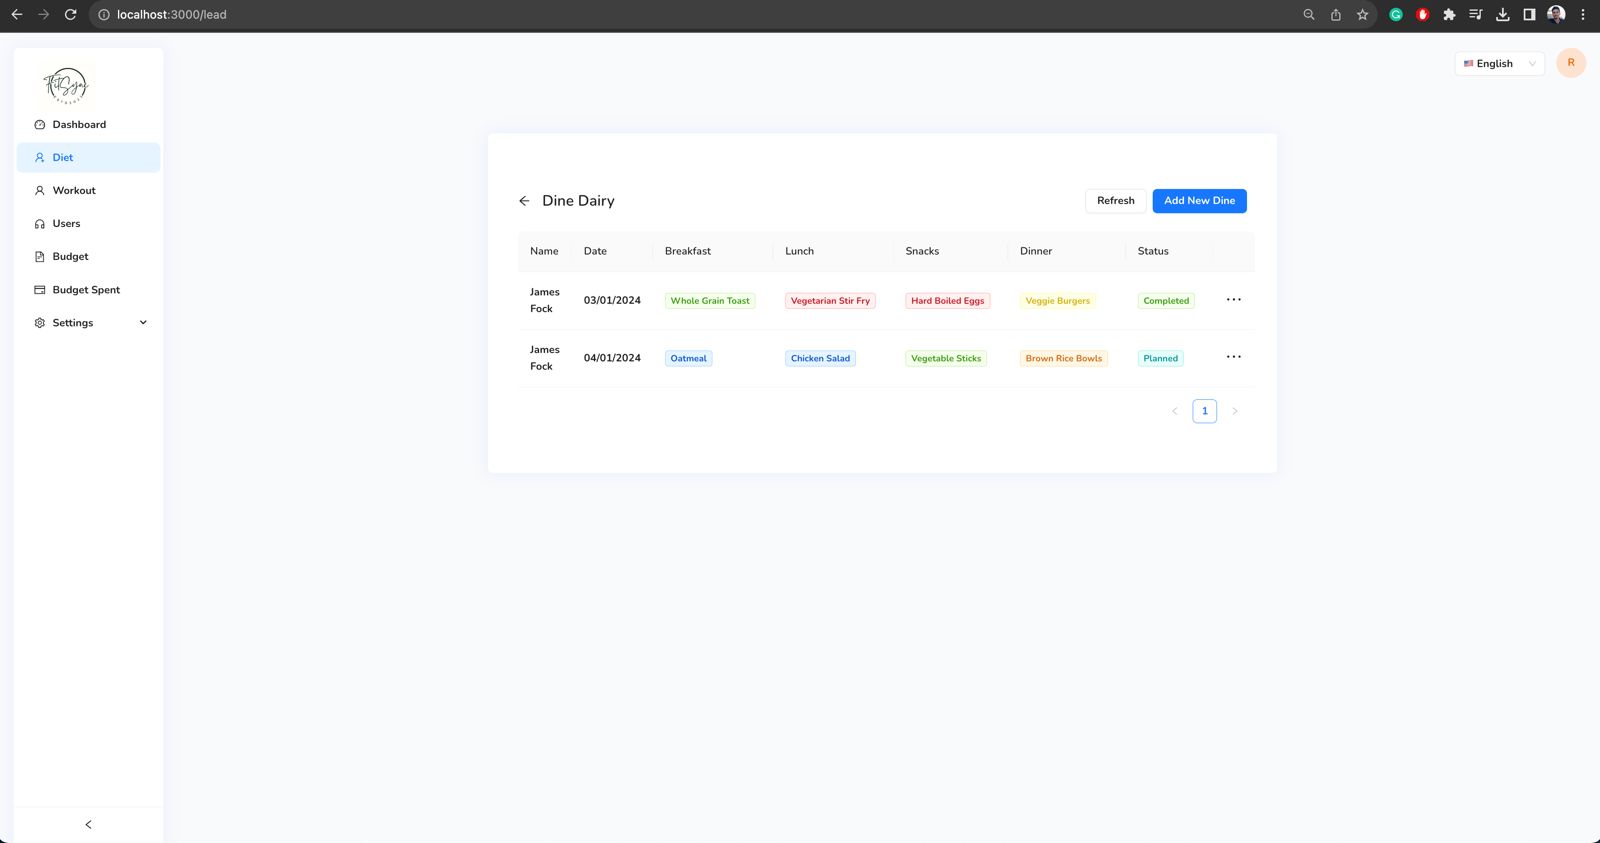 localhost:3000/lead
English
R
Dashboard
Diet
Workout
Users
Budget
Budget Spent
Settings
Dine Dairy
Refresh
Add New Dine
Name Date Breakfast Lunch Snacks Dinner Status
James Fock 03/01/2024 Whole Grain Toast Vegetarian Stir Fry Hard Boiled Eggs Veggie Burgers Completed
James Fock 04/01/2024 Oatmeal Chicken Salad Vegetable Sticks Brown Rice Bowls Planned
1